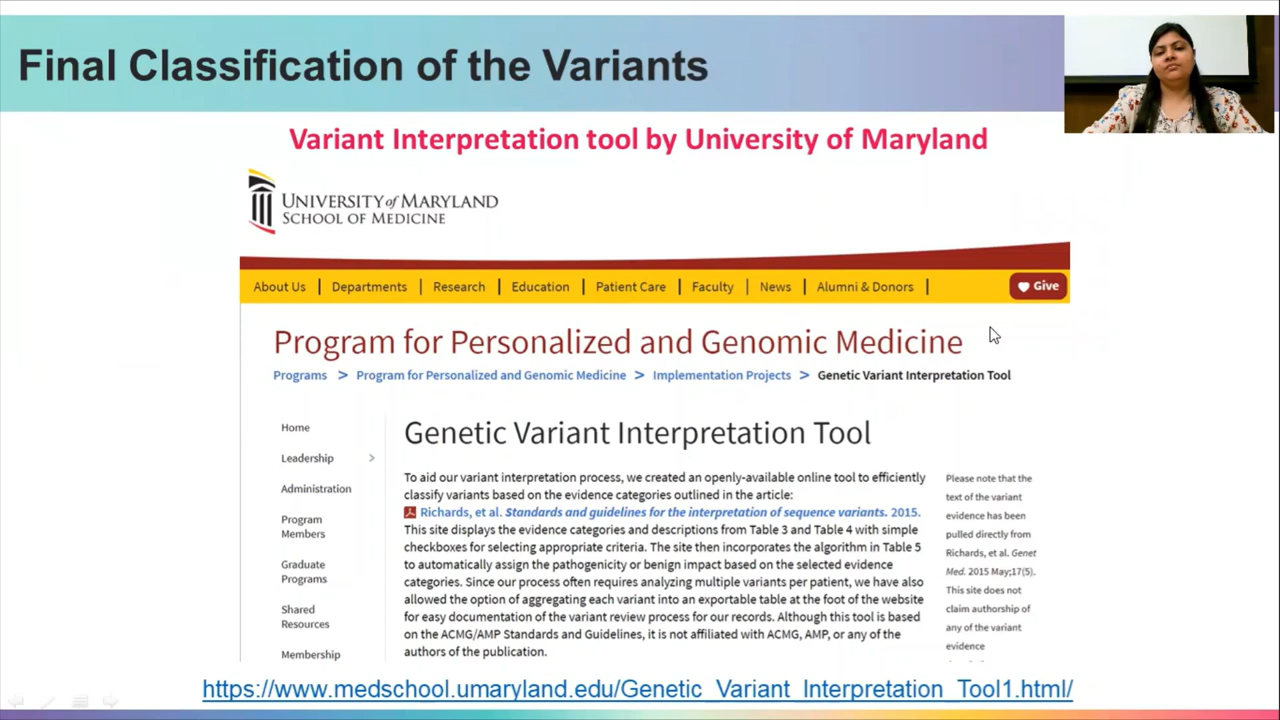 Final Classification of the Variants
Variant Interpretation tool by University of Maryland
UNIVERSITY of MARYLAND
SCHOOL OF MEDICINE
About Us | Departments | Research | Education | Patient Care | Faculty | News | Alumni & Donors |
Give
Program for Personalized and Genomic Medicine
Programs > Program for Personalized and Genomic Medicine > Implementation Projects > Genetic Variant Interpretation Tool
Home
Leadership >
Administration
Program
Members
Graduate
Programs
Shared
Resources
Membership
Genetic Variant Interpretation Tool
To aid our variant interpretation process, we created an openly-available online tool to efficiently
classify variants based on the evidence categories outlined in the article:
Richards, et al. Standards and guidelines for the interpretation of sequence variants. 2015.
This site displays the evidence categories and descriptions from Table 3 and Table 4 with simple
checkboxes for selecting appropriate criteria. The site then incorporates the algorithm in Table 5
to automatically assign the pathogenicity or benign impact based on the selected evidence
categories. Since our process often requires analyzing multiple variants per patient, we have also
allowed the option of aggregating each variant into an exportable table at the foot of the website
for easy documentation of the variant review process for our records. Although this tool is based
on the ACMG/AMP Standards and Guidelines, it is not affiliated with ACMG, AMP, or any of the
authors of the publication.
Please note that the
text of the variant
evidence has been
pulled directly from
Richards, et al. Genet
Med. 2015 May;17(5).
This site does not
claim authorship of
any of the variant
evidence
https://www.medschool.umaryland.edu/Genetic_Variant_Interpretation_Tool1.html/